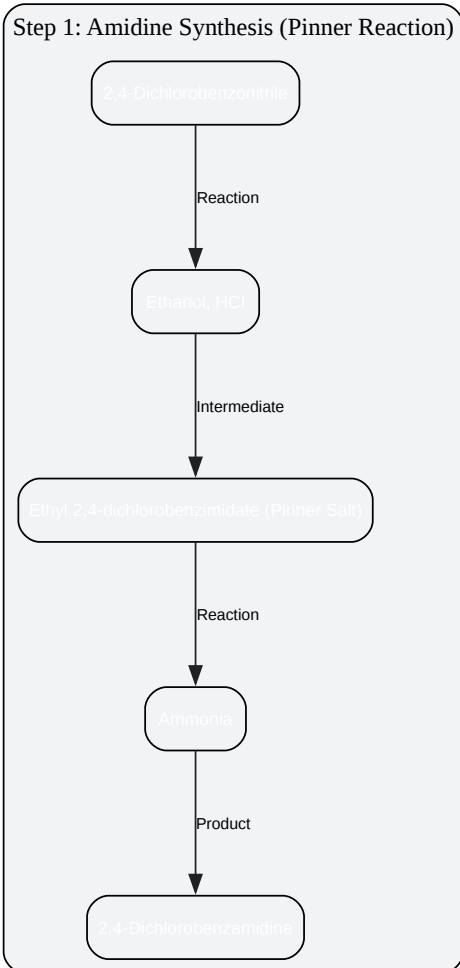 Step 1: Amidine Synthesis (Pinner Reaction)
2,4-Dichlorobenzonitrile
Reaction
Ethanol, HCl
Intermediate
Ethyl 2,4-dichlorobenzimidate (Pinner Salt)
Reaction
Ammonia
Product
2,4-Dichlorobenzamidine